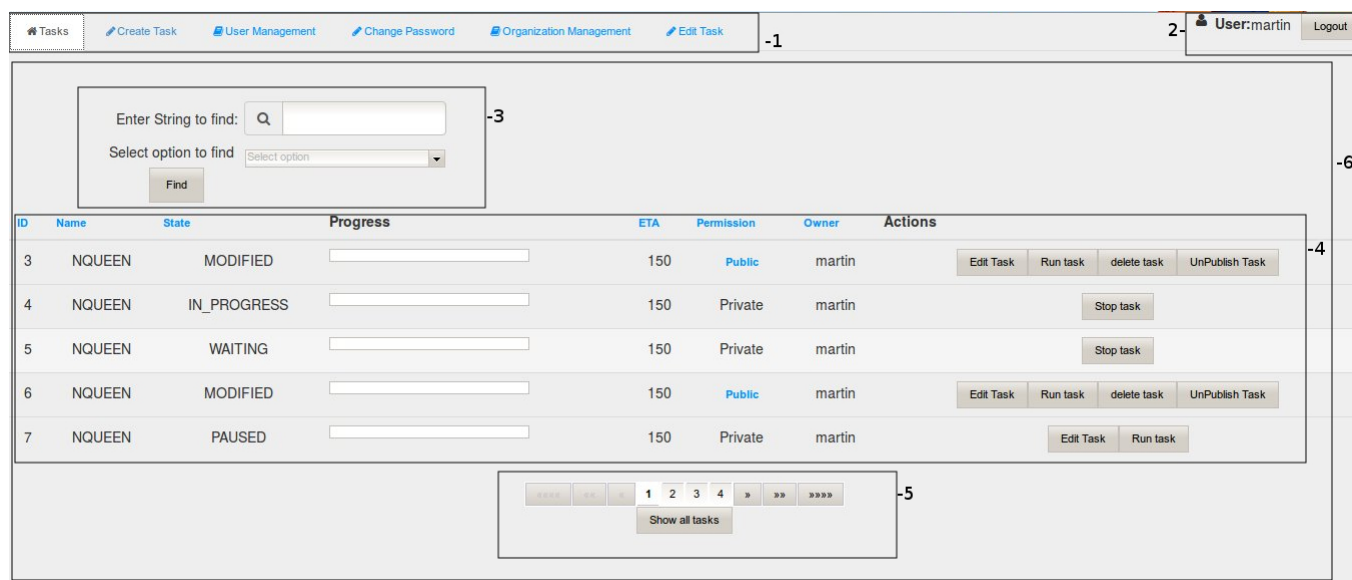 Tasks Create Task User Management Change Password Organization Management Edit Task -1 2- User:martin Logout
Enter String to find: -3
Select option to find Select option
-6
Find
ID Name State Progress ETA Permission Owner Actions
-4
3 NQUEEN MODIFIED 150 Public martin Edit Task Run task delete task UnPublish Task
4 NQUEEN IN_PROGRESS 150 Private martin Stop task
5 NQUEEN WAITING 150 Private martin Stop task
6 NQUEEN MODIFIED 150 Public martin Edit Task Run task delete task UnPublish Task
7 NQUEEN PAUSED 150 Private martin Edit Task Run task
«««« «« « 1 2 3 4 » »» »»»» -5
Show all tasks